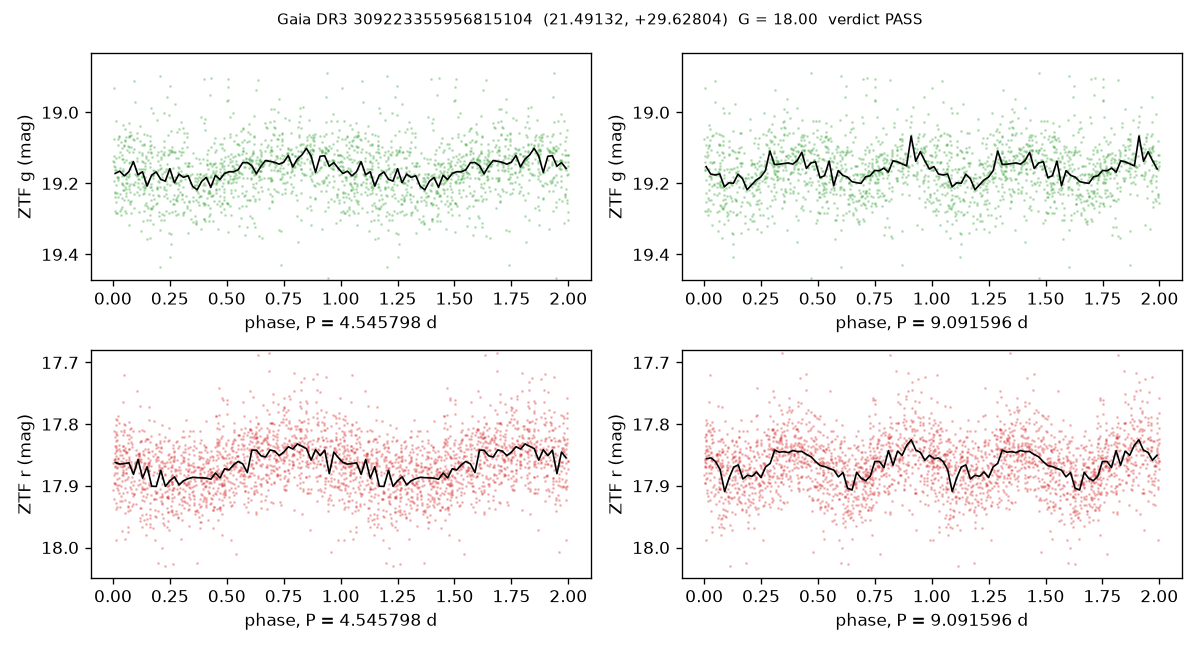 Gaia DR3 309223355956815104 (21.49132, +29.62804) G = 18.00 verdict PASS
ZTF g (mag)
19.0
19.2
19.4
0.00 0.25 0.50 0.75 1.00 1.25 1.50 1.75 2.00
phase, P = 4.545798 d
ZTF g (mag)
19.0
19.2
19.4
0.00 0.25 0.50 0.75 1.00 1.25 1.50 1.75 2.00
phase, P = 9.091596 d
ZTF r (mag)
17.7
17.8
17.9
18.0
0.00 0.25 0.50 0.75 1.00 1.25 1.50 1.75 2.00
phase, P = 4.545798 d
ZTF r (mag)
17.7
17.8
17.9
18.0
0.00 0.25 0.50 0.75 1.00 1.25 1.50 1.75 2.00
phase, P = 9.091596 d